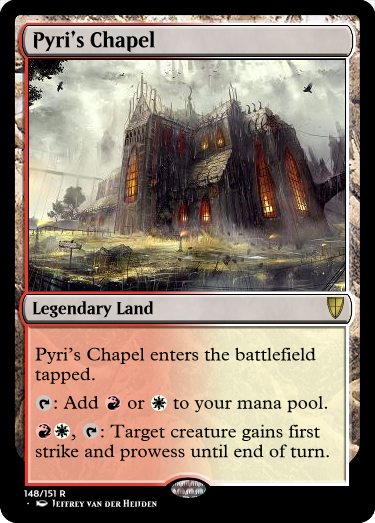 Pyri's Chapel
Legendary Land
Pyri's Chapel enters the battlefield
tapped.
: Add or to your mana pool.
, : Target creature gains first
strike and prowess until end of turn.
148/151 R
· Jeffrey van der Heijden